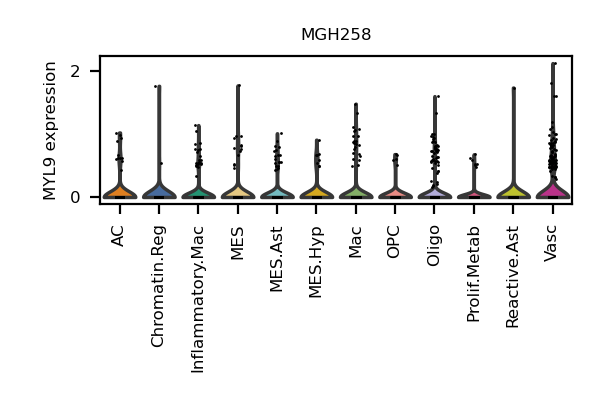 MGH258
MYL9 expression
2
0
AC
Chromatin.Reg
Inflammatory.Mac
MES
MES.Ast
MES.Hyp
Mac
OPC
Oligo
Prolif.Metab
Reactive.Ast
Vasc